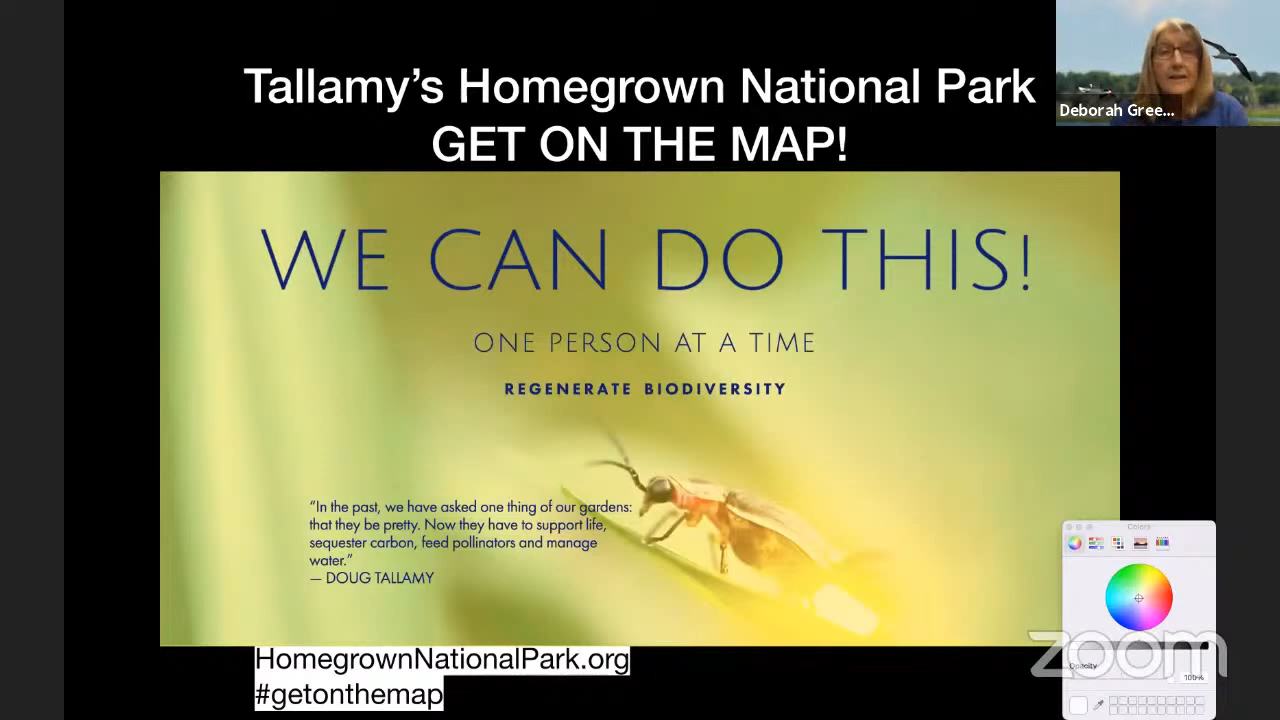 Tallamy’s Homegrown National Park
GET ON THE MAP!
Deborah Gree...
WE CAN DO THIS!
ONE PERSON AT A TIME
REGENERATE BIODIVERSITY
“In the past, we have asked one thing of our gardens:
that they be pretty. Now they have to support life,
sequester carbon, feed pollinators and manage
water.”
— DOUG TALLAMY
Colors
Opacity
100%
zoom
HomegrownNationalPark.org
#getonthemap